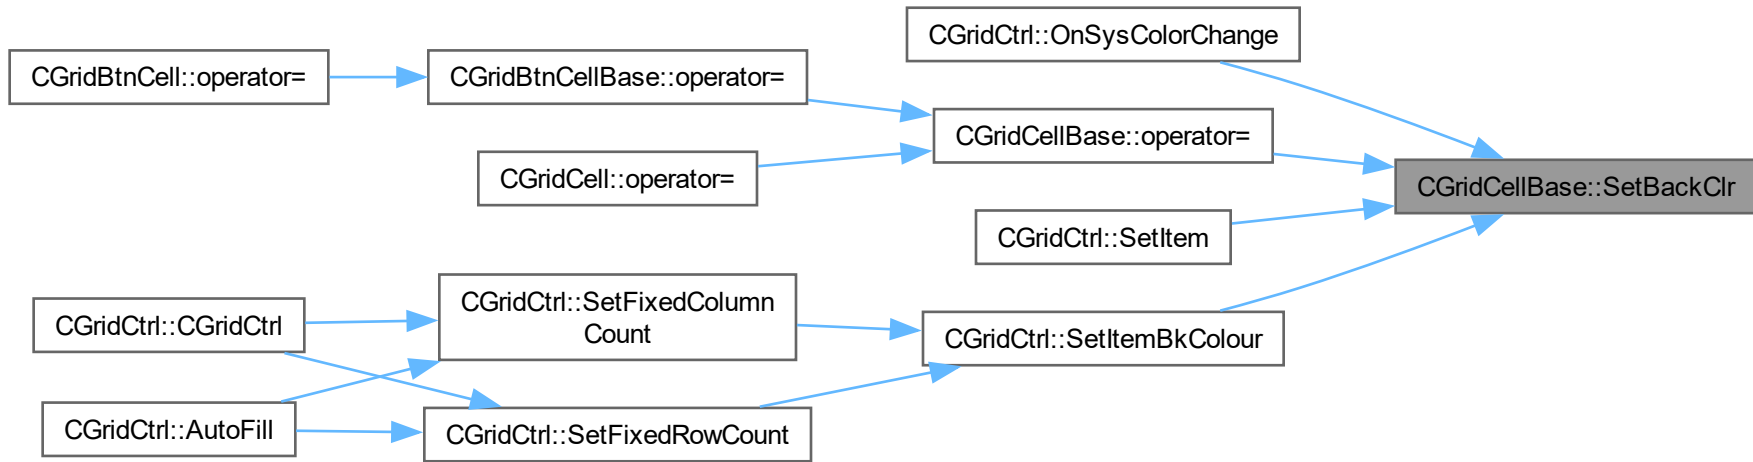 CGridCtrl::OnSysColorChange
CGridBtnCell::operator=
CGridBtnCellBase::operator=
CGridCellBase::operator=
CGridCell::operator=
CGridCellBase::SetBackClr
CGridCtrl::SetItem
CGridCtrl::SetFixedColumn
Count
CGridCtrl::CGridCtrl
CGridCtrl::SetItemBkColour
CGridCtrl::AutoFill
CGridCtrl::SetFixedRowCount